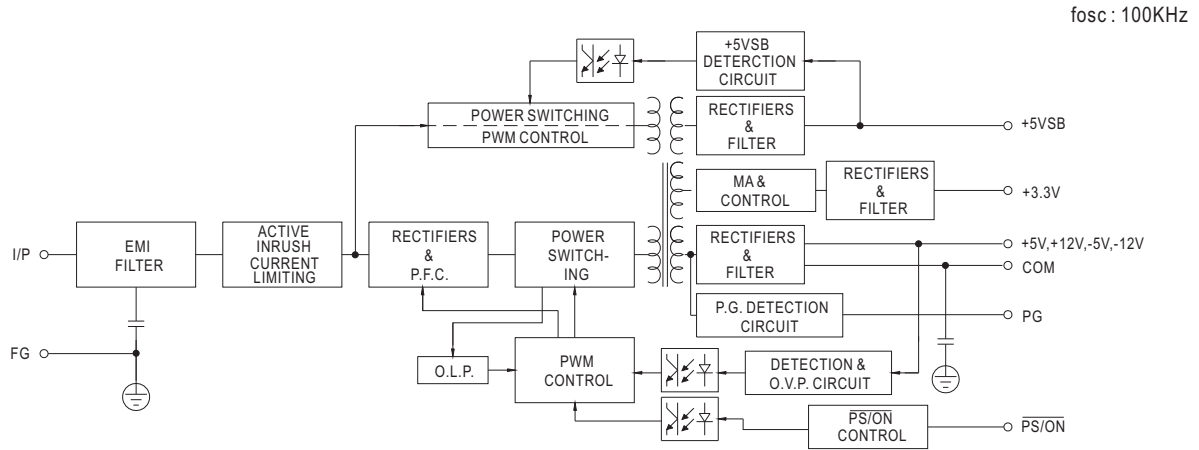 fosc : 100KHz
+5VSB
DETERCTION
CIRCUIT
POWER SWITCHING
PWM CONTROL
RECTIFIERS
&
FILTER
+5VSB
MA &
CONTROL
RECTIFIERS
&
FILTER
+3.3V
I/P
EMI
FILTER
ACTIVE
INRUSH
CURRENT
LIMITING
RECTIFIERS
&
P.F.C.
POWER
SWITCH-
ING
RECTIFIERS
&
FILTER
+5V,+12V,-5V,-12V
COM
P.G. DETECTION
CIRCUIT
PG
FG
O.L.P.
PWM
CONTROL
DETECTION &
O.V.P. CIRCUIT
PS/ON
CONTROL
PS/ON